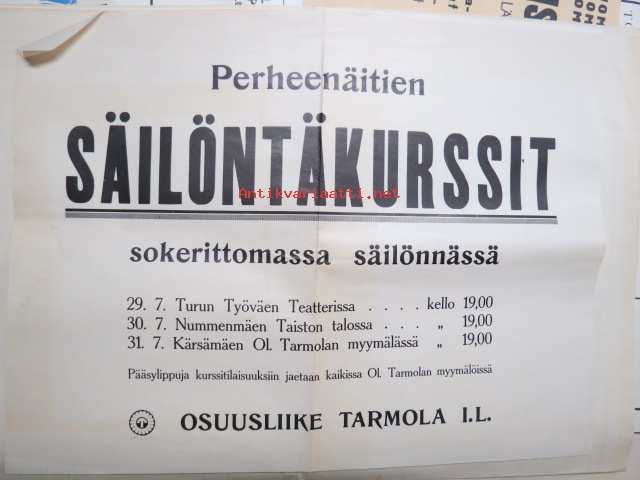 Perheenäitien
SÄILÖNTÄKURSSIT
Antikvariaatti.net
sokerittomassa säilönnässä
29. 7. Turun Työväen Teatterissa . . . . kello 19,00
30. 7. Nummenmäen Taiston talossa . . . „ 19,00
31. 7. Kärsämäen Ol. Tarmolan myymälässä „ 19,00
Pääsylippuja kurssitilaisuuksiin jaetaan kaikissa Ol. Tarmolan myymälöissä
OSUUSLIIKE TARMOLA I.L.